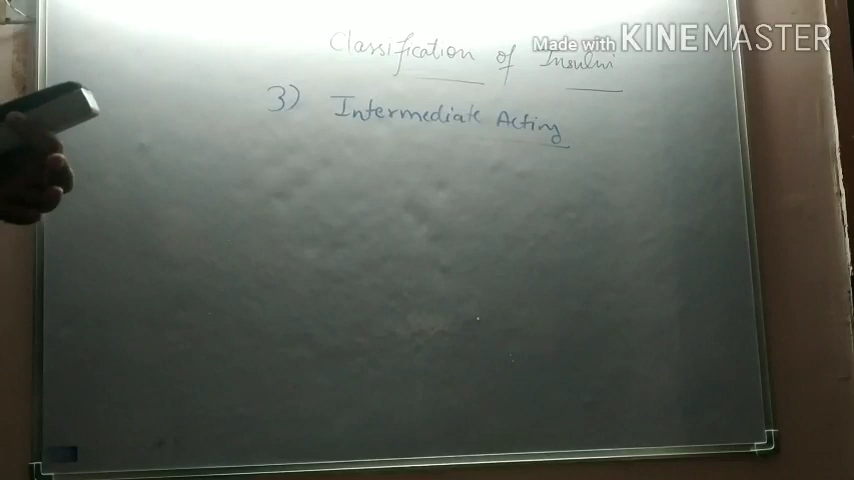 Classification of Insulin
Made with KINEMASTER
3) Intermediate Acting